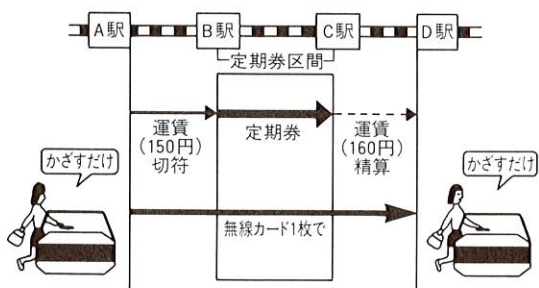 A駅 B駅 C駅 D駅
定期券区間
運賃
(150円)
切符
定期券
運賃
(160円)
精算
かざすだけ
かざすだけ
無線カード1枚で